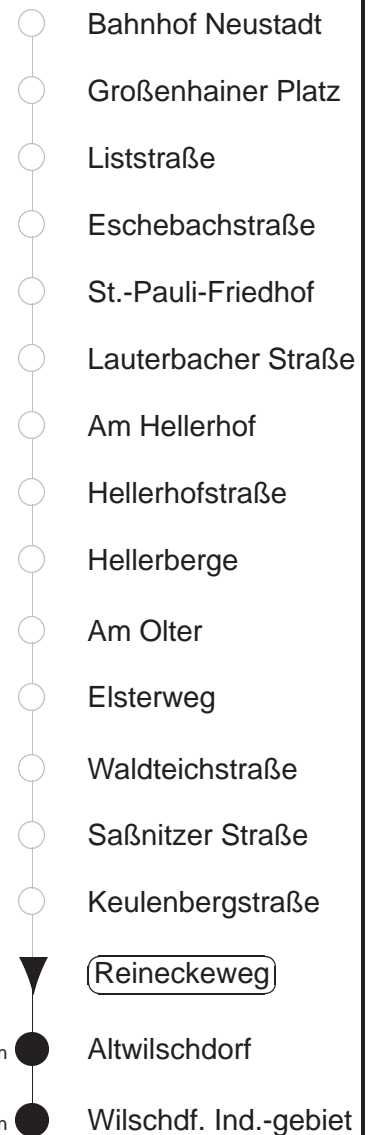 Bahnhof Neustadt
Großenhainer Platz
Liststraße
Eschebachstraße
St.-Pauli-Friedhof
Lauterbacher Straße
Am Hellerhof
Hellerhofstraße
Hellerberge
Am Olter
Elsterweg
Waldteichstraße
Saßnitzer Straße
Keulenbergstraße
Reineckeweg
Altwilschdorf
Wilschdf. Ind.-gebiet